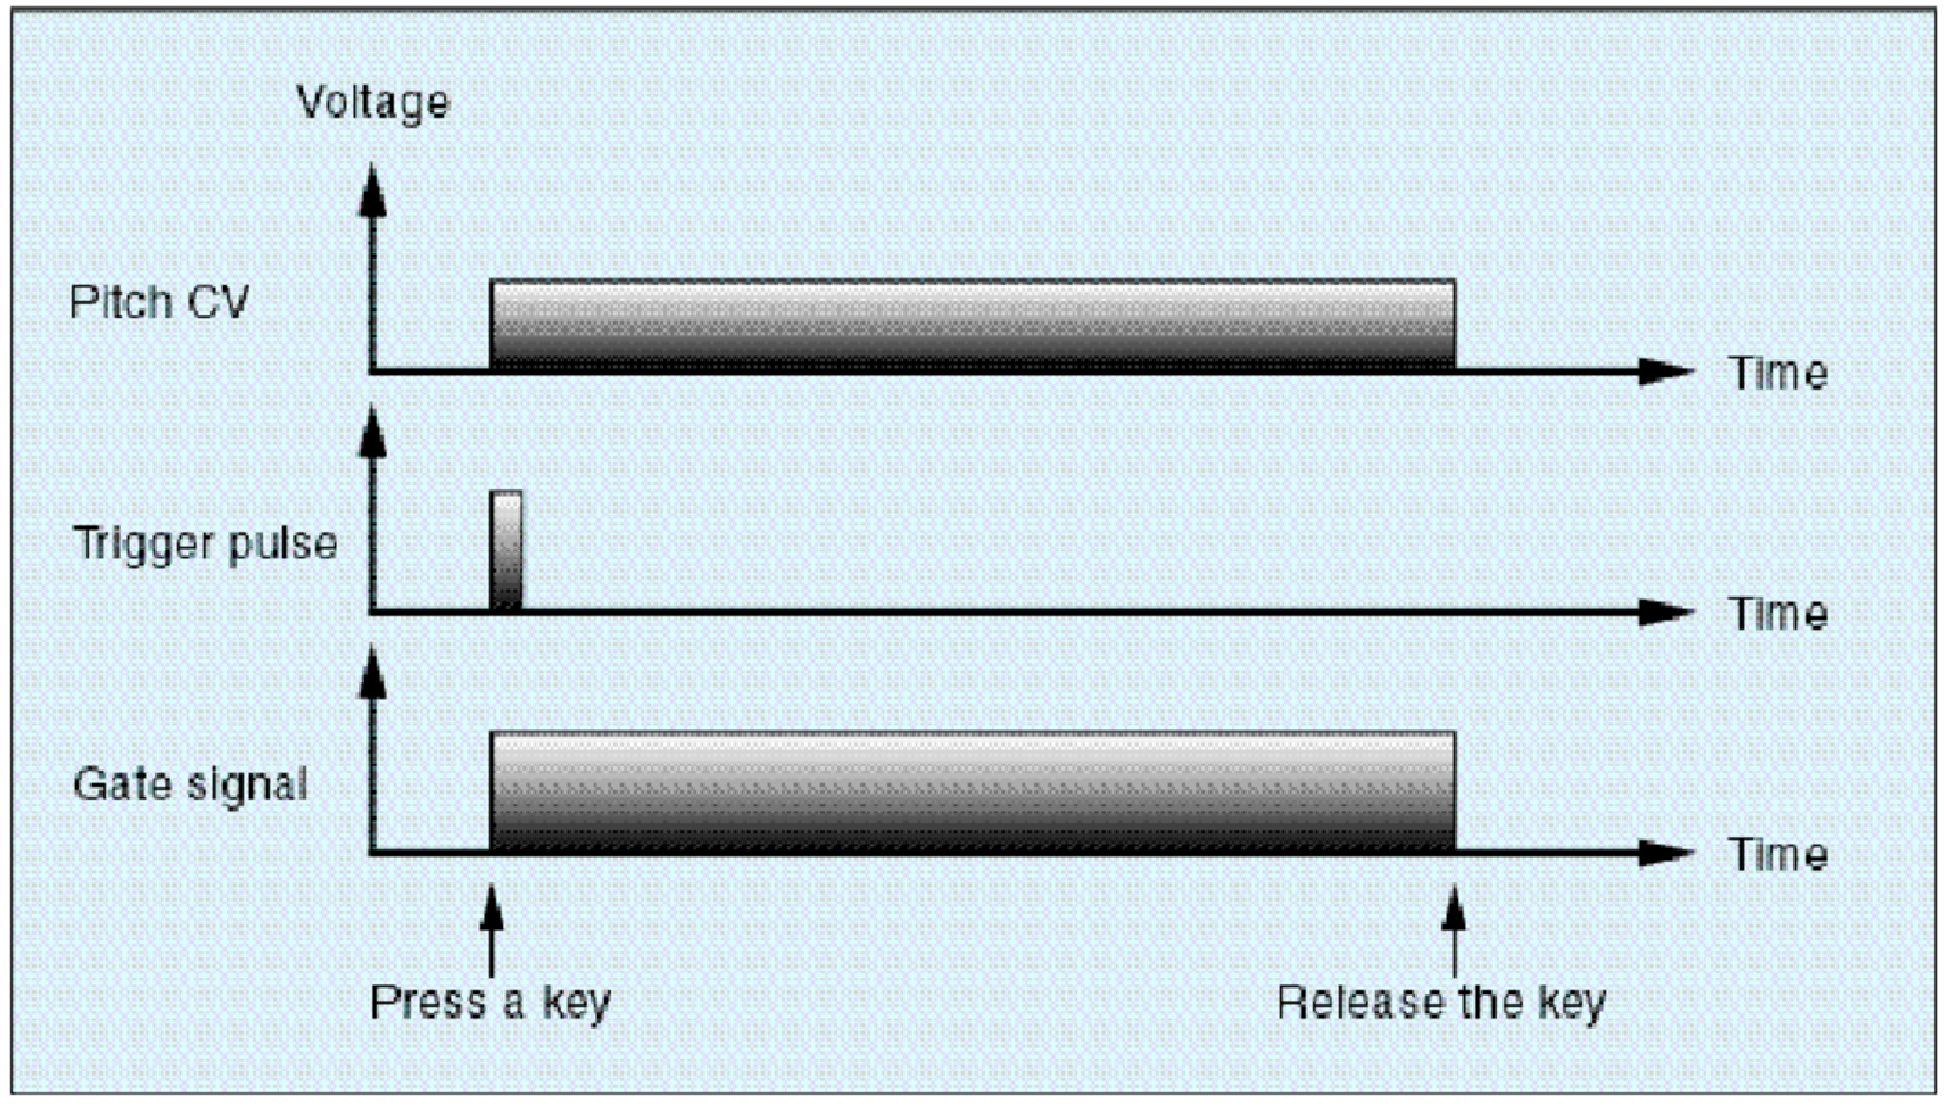 Voltage
Pitch CV
Time
Trigger pulse
Time
Gate signal
Time
Press a key
Release the key